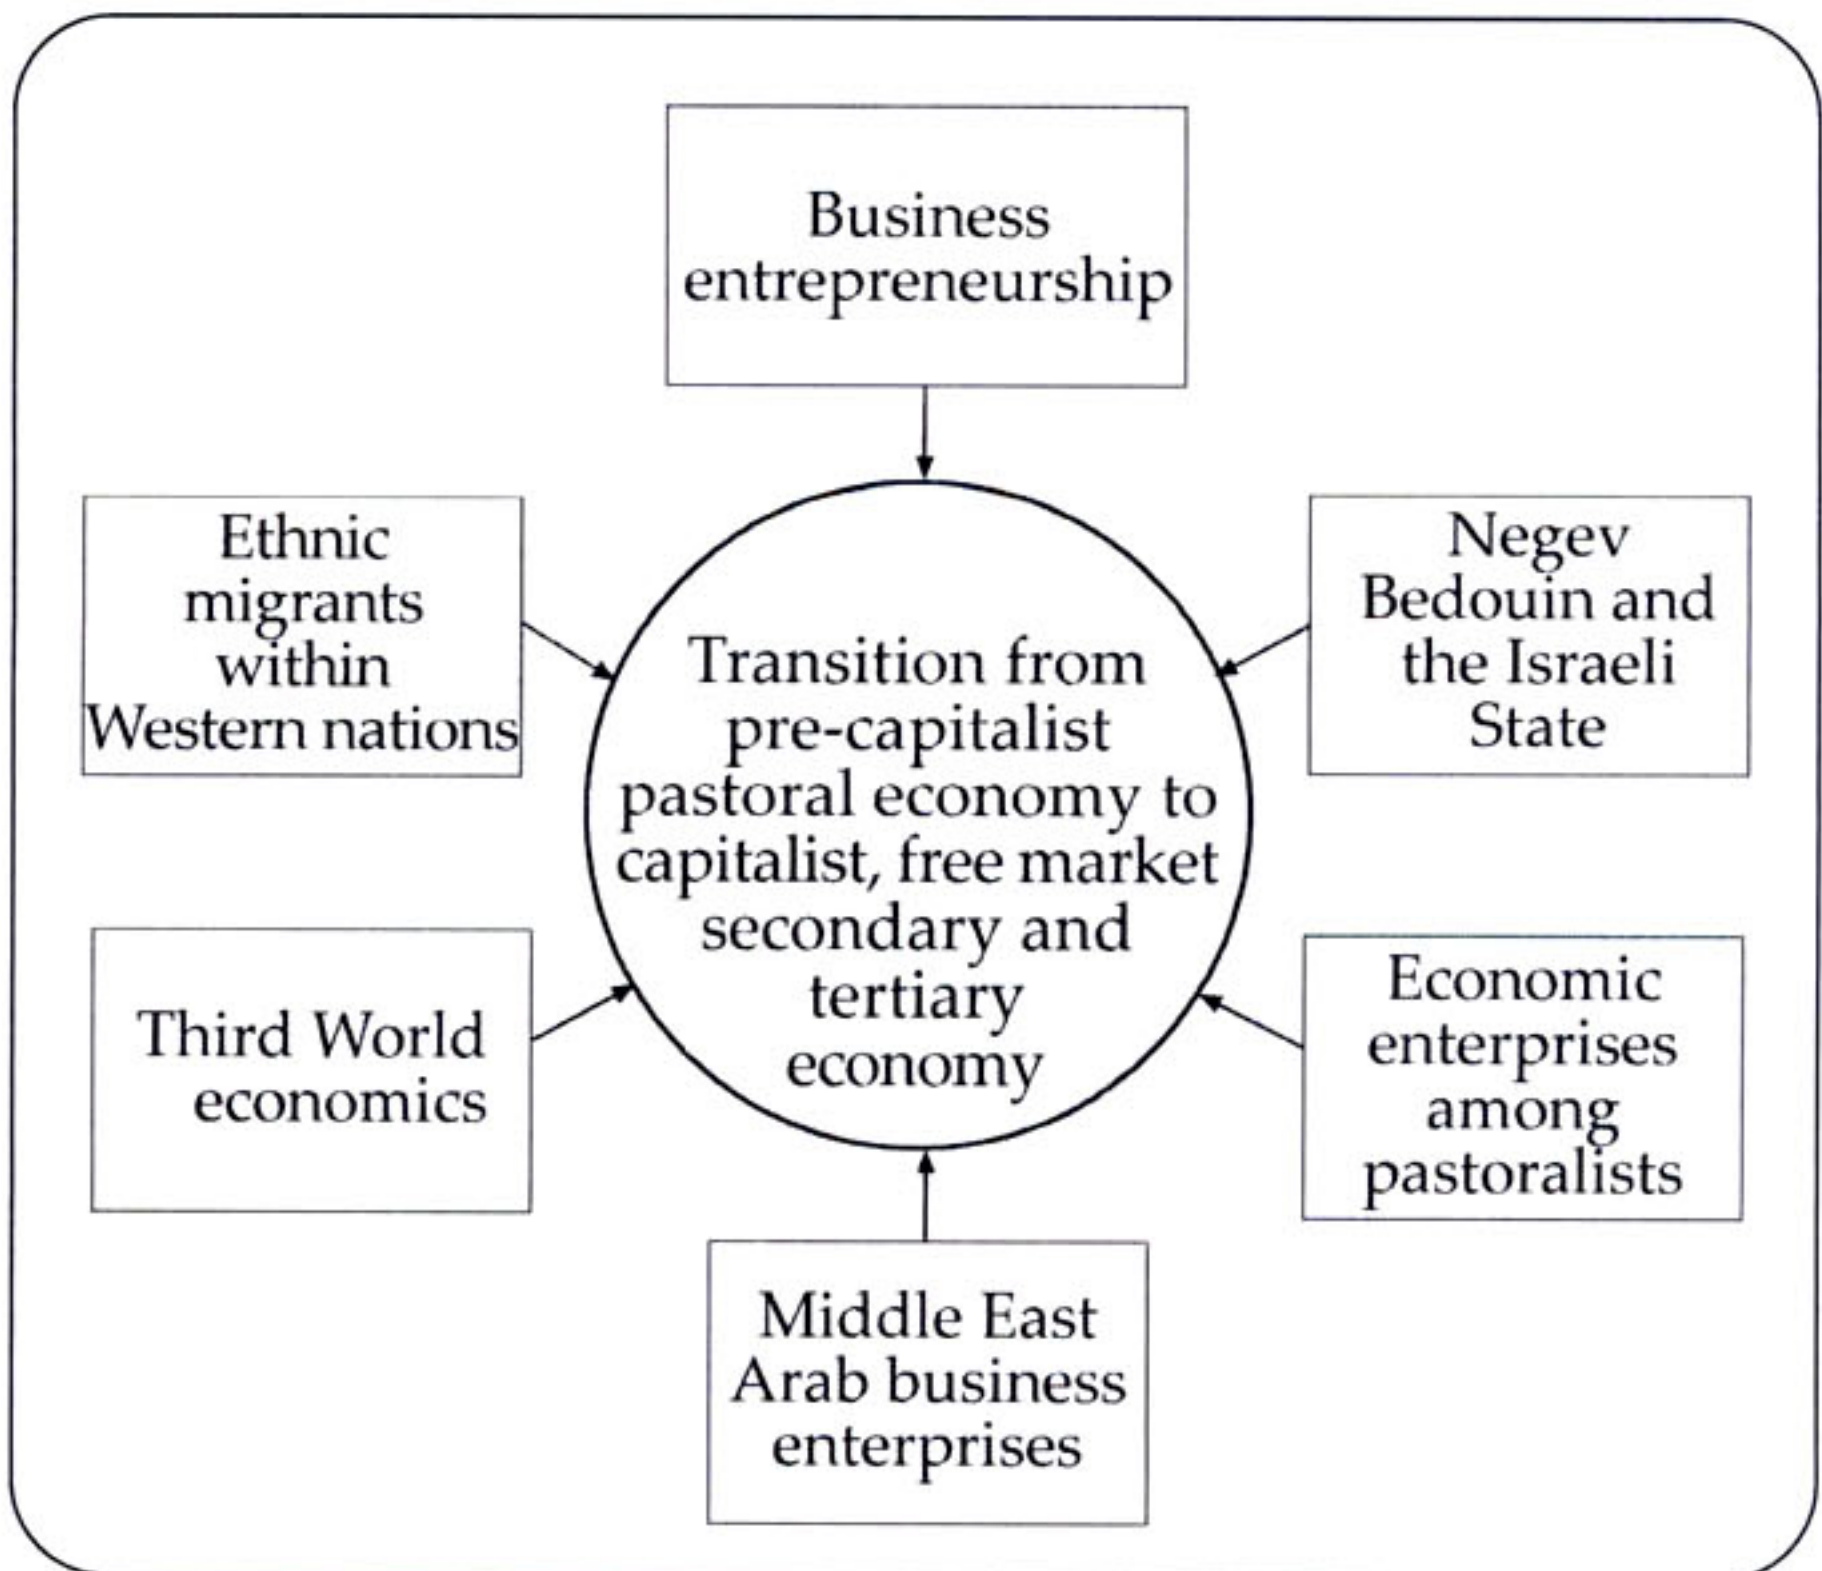 Business
entrepreneurship
Ethnic
migrants
within
Western nations
Negev
Bedouin and
the Israeli
State
Transition from
pre-capitalist
pastoral economy to
capitalist, free market
secondary and
tertiary
economy
Third World
economics
Economic
enterprises
among
pastoralists
Middle East
Arab business
enterprises